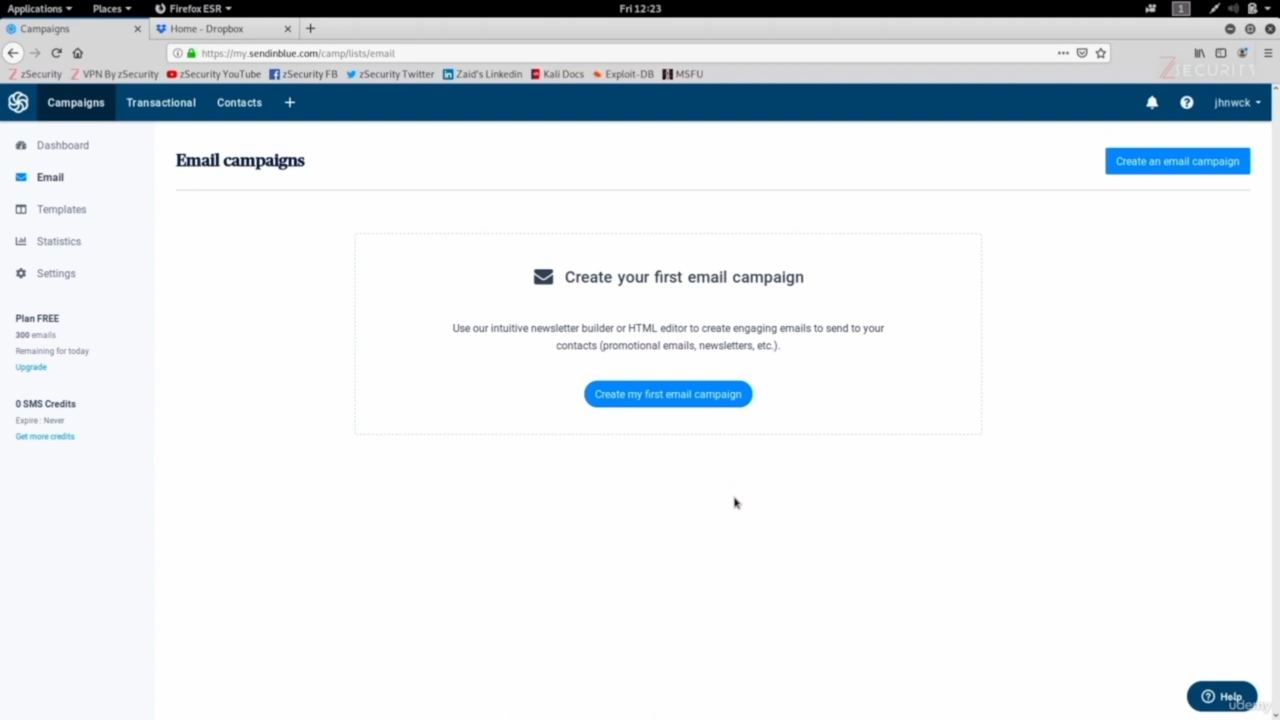 Applications Places Firefox ESR Fri 12:23 1
Campaigns Home - Dropbox
https://my.sendinblue.com/camp/lists/email
zSecurity VPN By zSecurity zSecurity YouTube zSecurity FB zSecurity Twitter Zaid's Linkedin Kali Docs Exploit-DB MSFU
ZSECURITY
Campaigns Transactional Contacts + jhnwck
Dashboard
Email
Templates
Statistics
Settings
Plan FREE
300 emails
Remaining for today
Upgrade
0 SMS Credits
Expire : Never
Get more credits
Email campaigns
Create an email campaign
Create your first email campaign
Use our intuitive newsletter builder or HTML editor to create engaging emails to send to your
contacts (promotional emails, newsletters, etc.).
Create my first email campaign
Help
udemy